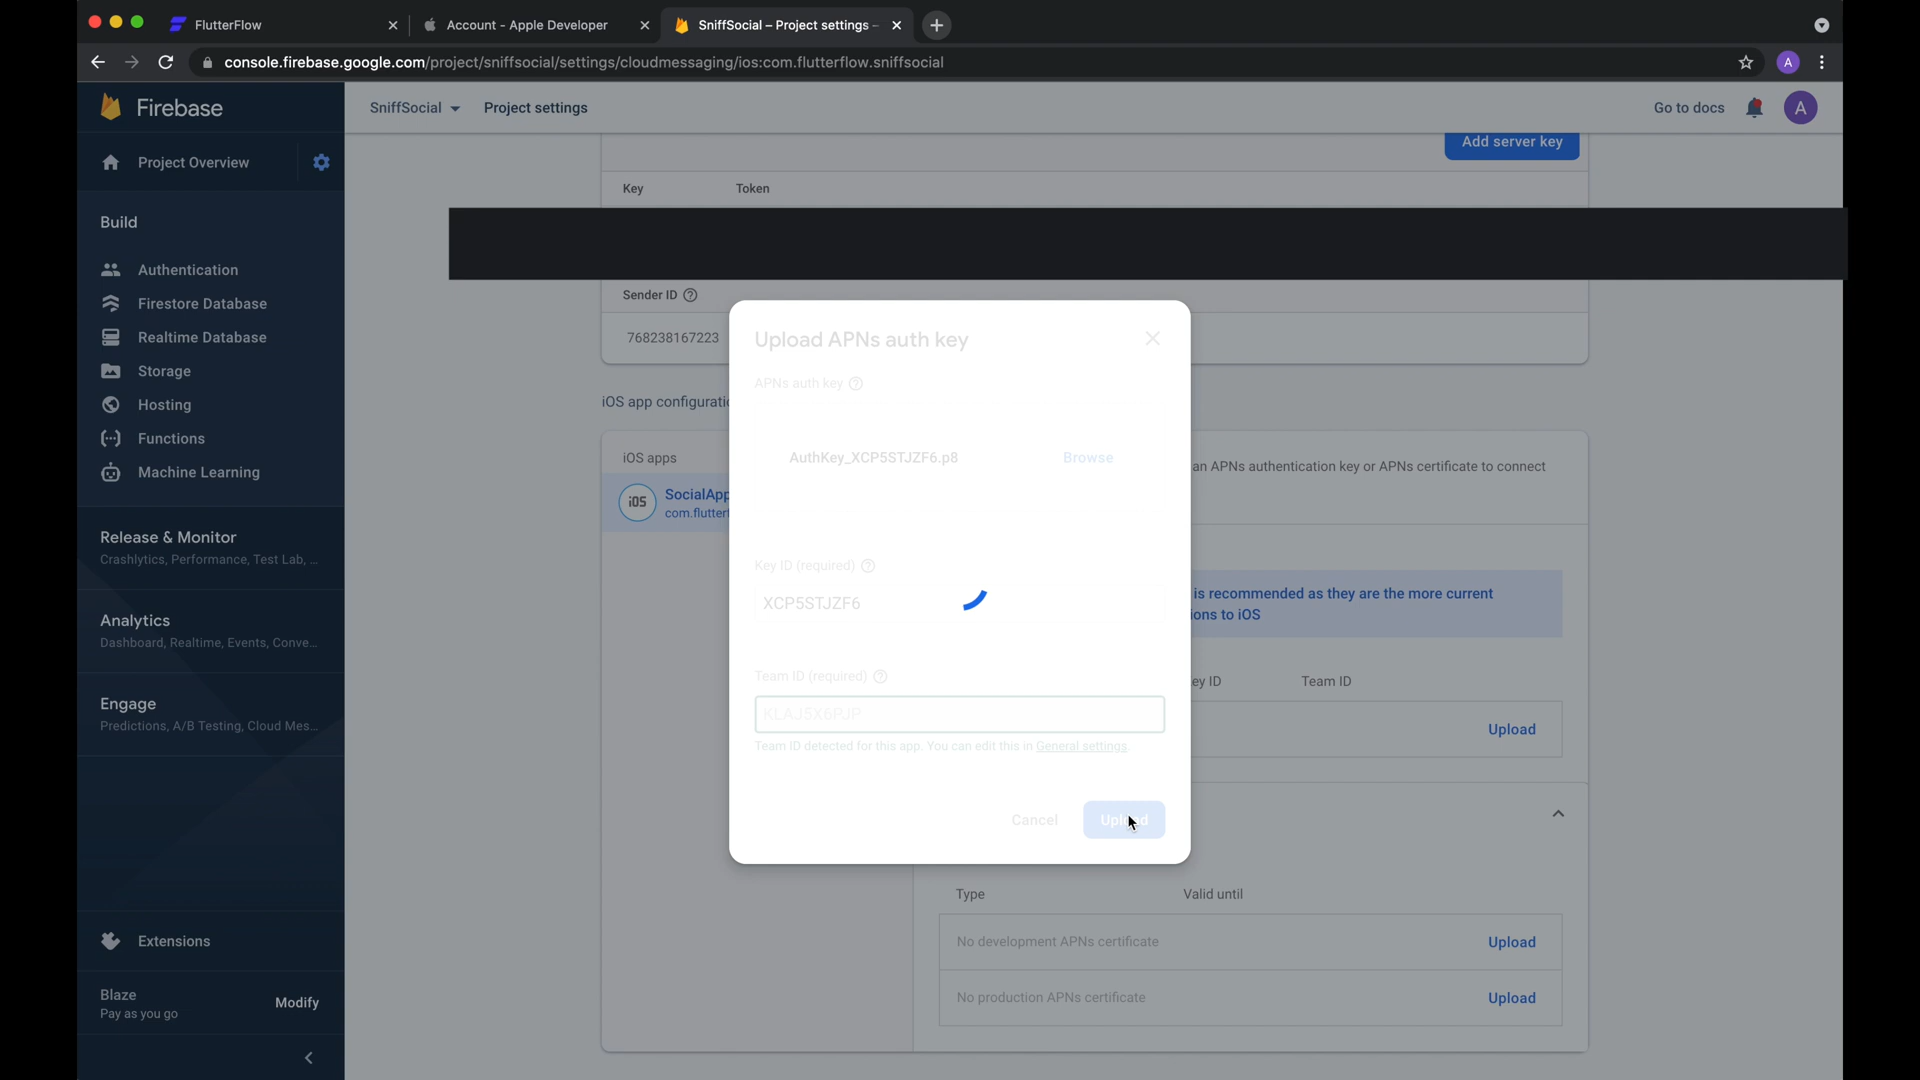 FlutterFlow
Account - Apple Developer
SniffSocial – Project settings –
console.firebase.google.com/project/sniffsocial/settings/cloudmessaging/ios:com.flutterflow.sniffsocial
A
Firebase
SniffSocial
Project settings
Go to docs
A
Project Overview
Build
Authentication
Firestore Database
Realtime Database
Storage
Hosting
Functions
Machine Learning
Release & Monitor
Crashlytics, Performance, Test Lab, ...
Analytics
Dashboard, Realtime, Events, Conve...
Engage
Predictions, A/B Testing, Cloud Mes...
Extensions
Blaze
Pay as you go
Modify
Add server key
Key
Token
Sender ID
768238167223
iOS app configuratio
iOS apps
iOS
SocialApp
com.flutterf
an APNs authentication key or APNs certificate to connect
is recommended as they are the more current
ions to iOS
ey ID
Team ID
Upload
Type
Valid until
No development APNs certificate
Upload
No production APNs certificate
Upload
Upload APNs auth key
APNs auth key
AuthKey_XCP5STJZF6.p8
Browse
Key ID (required)
XCP5STJZF6
Team ID (required)
KLAJ5X6PJP
Team ID detected for this app. You can edit this in General settings.
Cancel
Upload